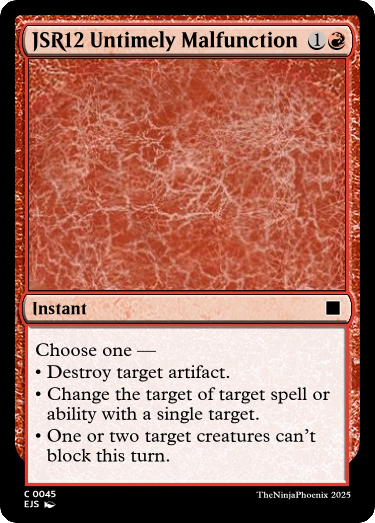 JSR12 Untimely Malfunction 1
Instant
Choose one —
• Destroy target artifact.
• Change the target of target spell or
ability with a single target.
• One or two target creatures can't
block this turn.
C 0045
EJS
TheNinjaPhoenix 2025